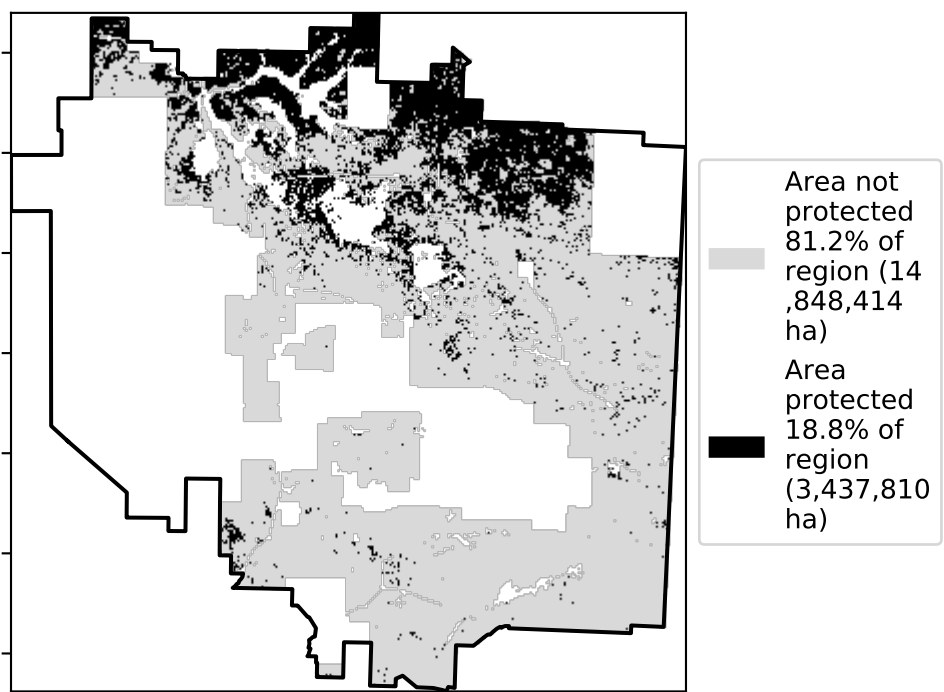 Area not
protected
81.2% of
region (14
,848,414
ha)
Area
protected
18.8% of
region
(3,437,810
ha)